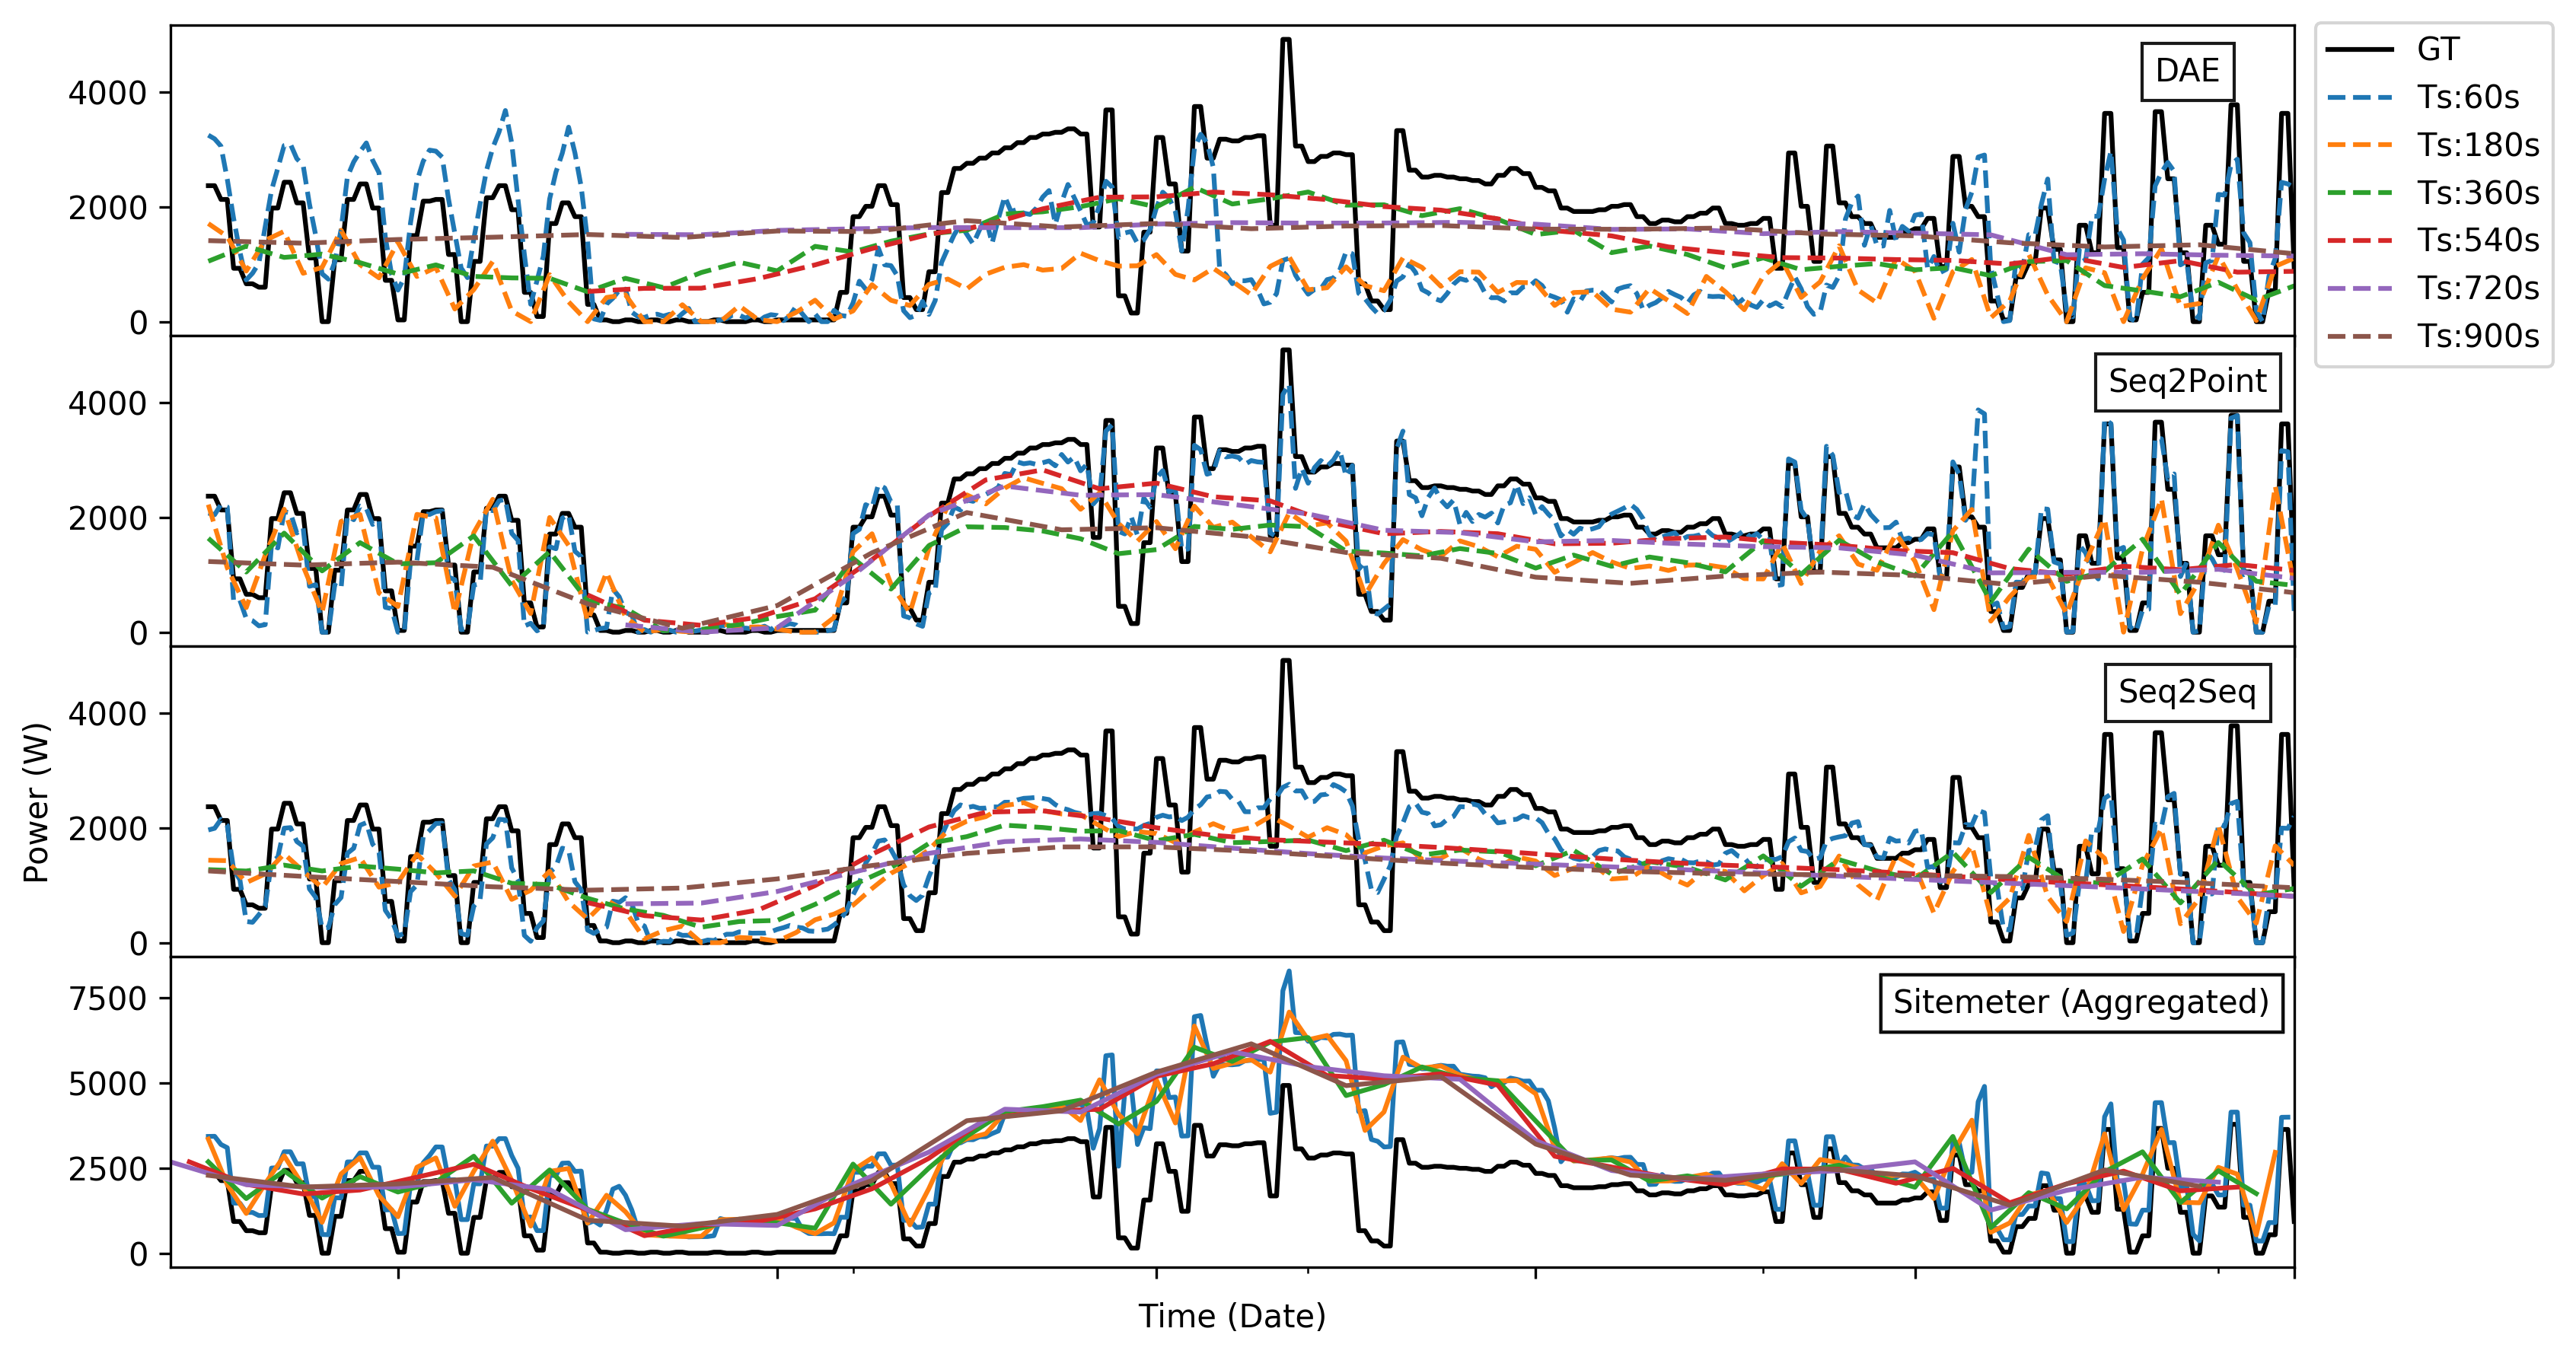 DAE
4000
2000
0
GT
Ts:60s
Ts:180s
Ts:360s
Ts:540s
Ts:720s
Ts:900s
Seq2Point
4000
2000
0
Seq2Seq
4000
2000
0
Power (W)
Sitemeter (Aggregated)
7500
5000
2500
0
Time (Date)